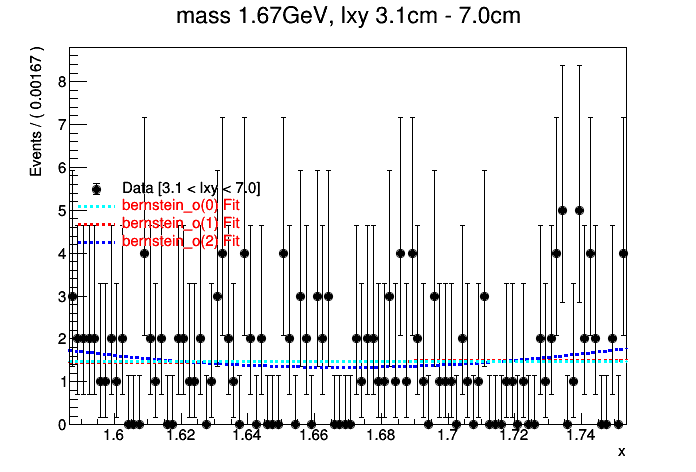 mass 1.67GeV, lxy 3.1cm - 7.0cm
Events / ( 0.00167 )
8
7
6
5
4
3
2
1
0
Data [3.1 < lxy < 7.0]
bernstein_o(0) Fit
bernstein_o(1) Fit
bernstein_o(2) Fit
1.6 1.62 1.64 1.66 1.68 1.7 1.72 1.74
x